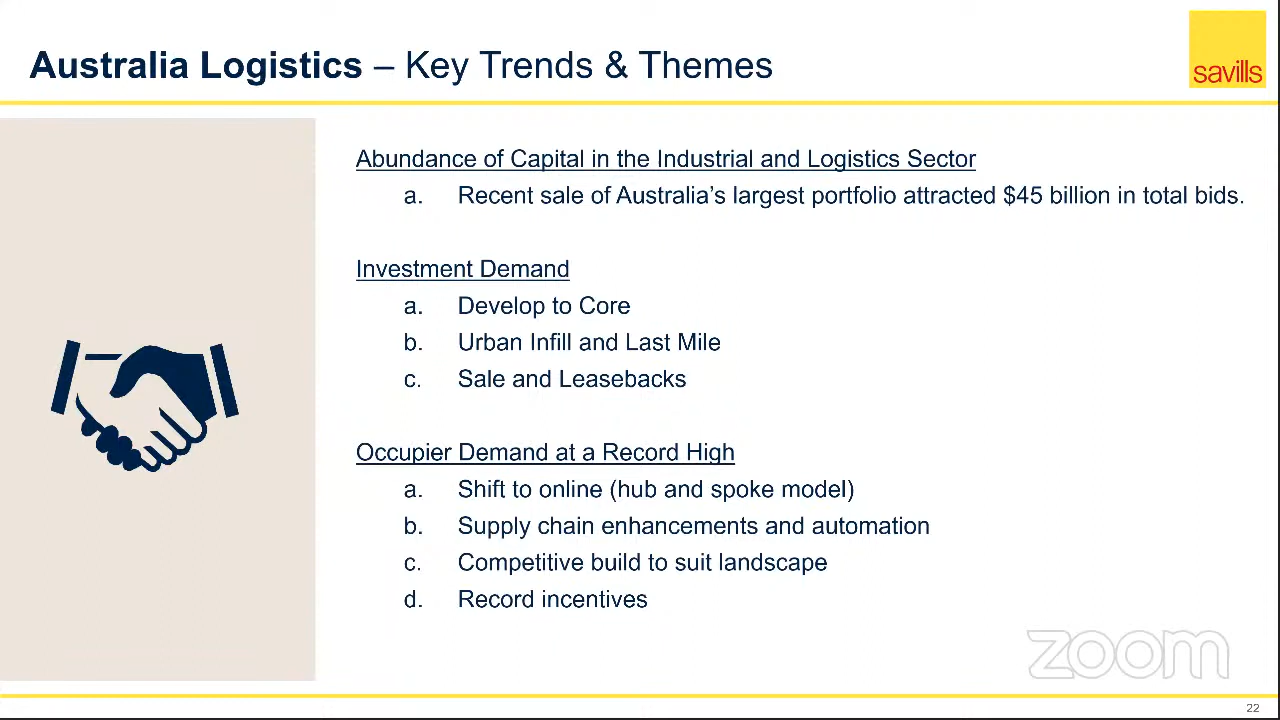 Australia Logistics – Key Trends & Themes
savills
Abundance of Capital in the Industrial and Logistics Sector
a. Recent sale of Australia’s largest portfolio attracted $45 billion in total bids.
Investment Demand
a. Develop to Core
b. Urban Infill and Last Mile
c. Sale and Leasebacks
Occupier Demand at a Record High
a. Shift to online (hub and spoke model)
b. Supply chain enhancements and automation
c. Competitive build to suit landscape
d. Record incentives
zoom
22